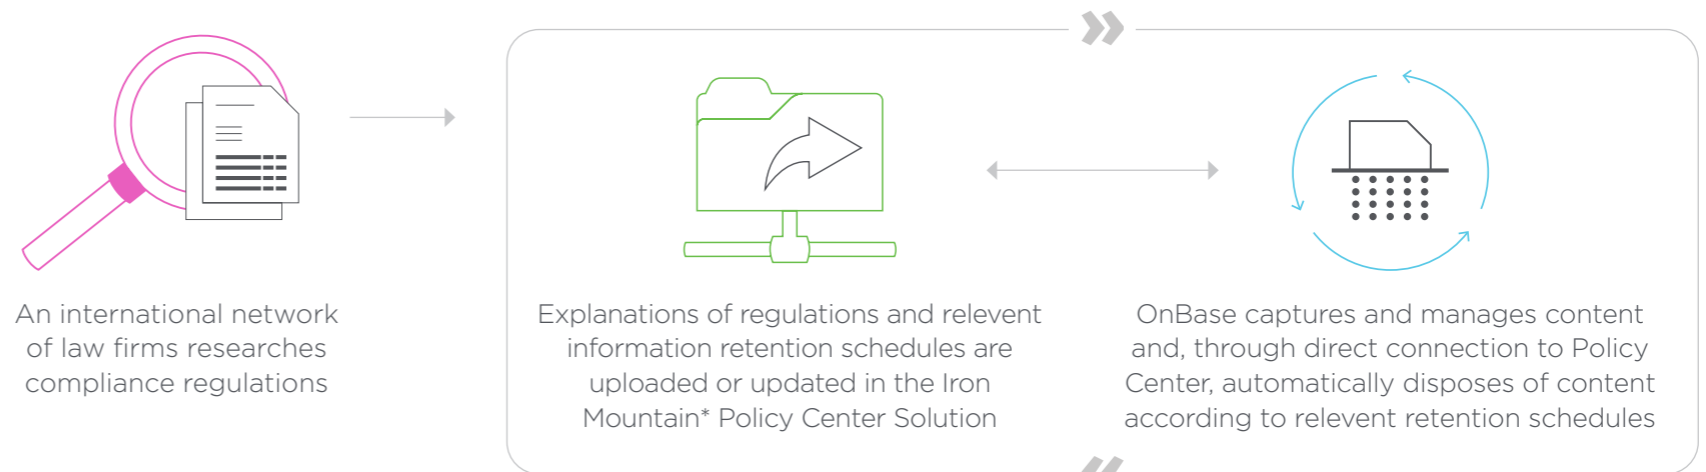 An international network
of law firms researches
compliance regulations
Explanations of regulations and relevent
information retention schedules are
uploaded or updated in the Iron
Mountain* Policy Center Solution
OnBase captures and manages content
and, through direct connection to Policy
Center, automatically disposes of content
according to relevent retention schedules